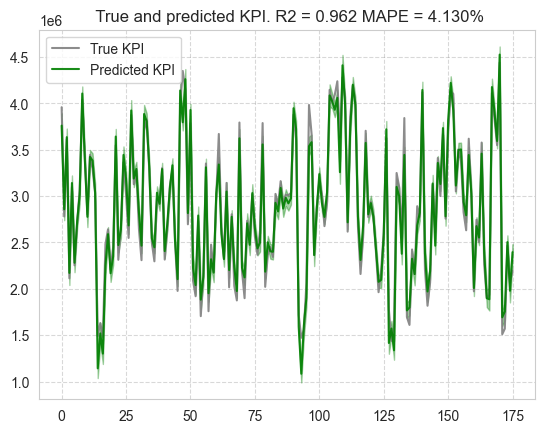 True and predicted KPI. R2 = 0.962 MAPE = 4.130%
1e6
True KPI
Predicted KPI
4.5
4.0
3.5
3.0
2.5
2.0
1.5
1.0
0 25 50 75 100 125 150 175